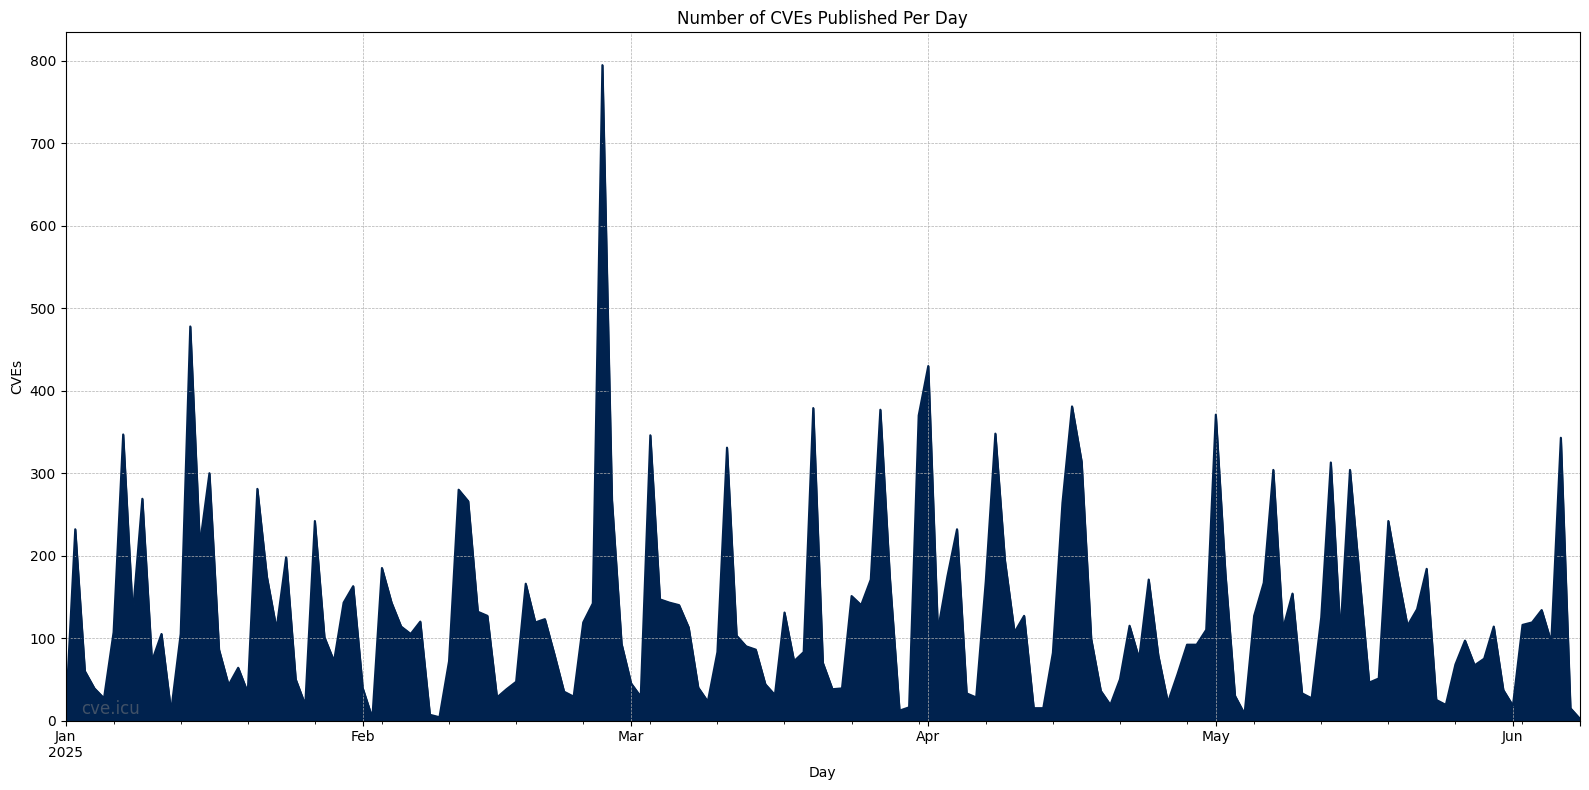 Number of CVEs Published Per Day
800
700
600
500
400
300
200
100
0
CVEs
cve.icu
Jan
2025
Feb
Mar
Apr
May
Jun
Day